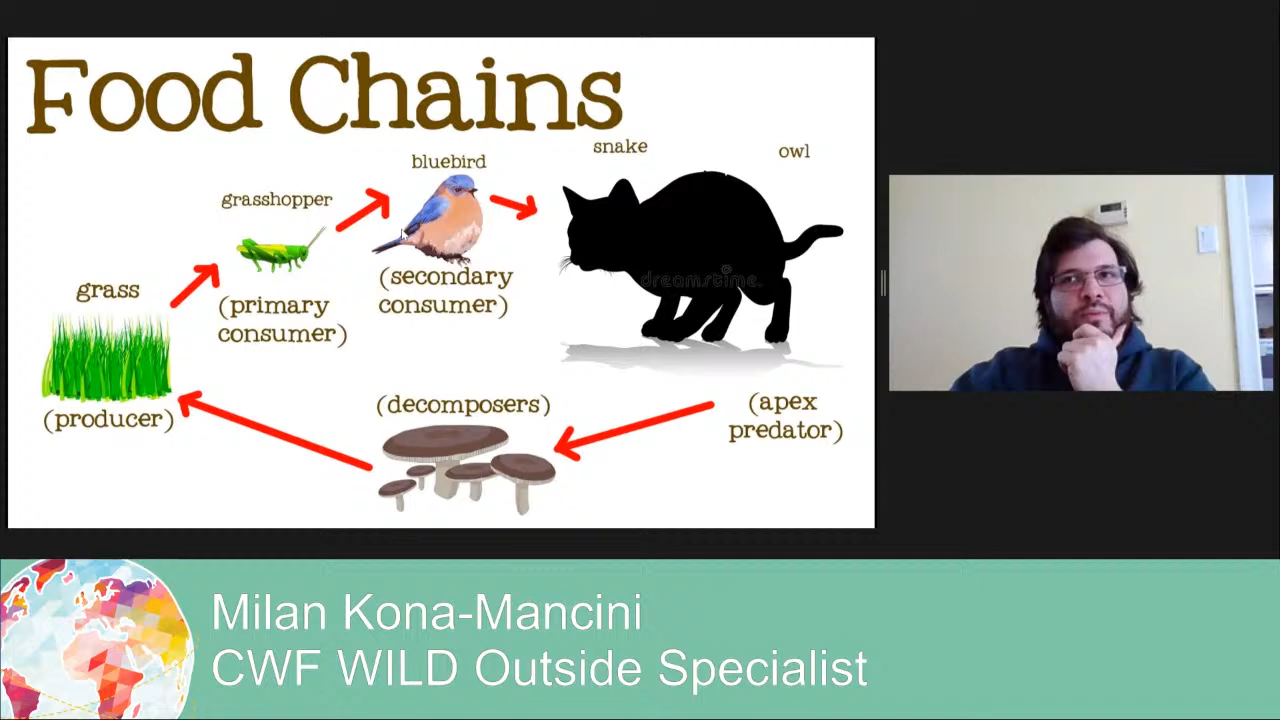 Food Chains
snake
owl
bluebird
grasshopper
(secondary
consumer)
grass
(primary
consumer)
dreamstime.
(producer)
(decomposers)
(apex
predator)
Milan Kona-Mancini
CWF WILD Outside Specialist